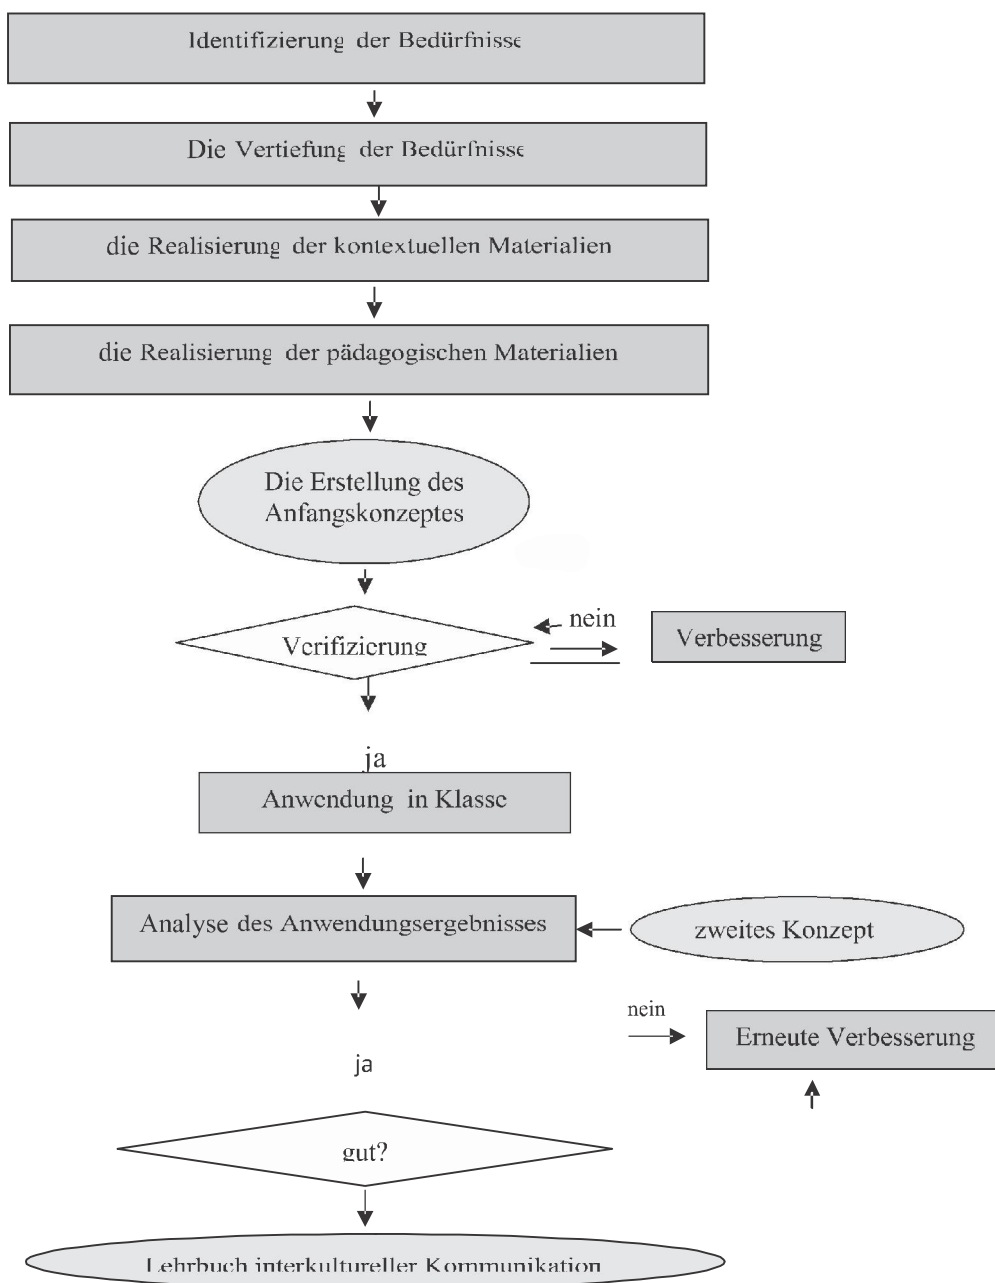 Identifizierung der Bedürfnisse
Die Vertiefung der Bedürfnisse
die Realisierung der kontextuellen Materialien
die Realisierung der pädagogischen Materialien
Die Erstellung des
Anfangskonzeptes
nein
Verifizierung
Verbesserung
ja
Anwendung in Klasse
Analyse des Anwendungsergebnisses
zweites Konzept
nein
Erneute Verbesserung
ja
gut?
Lehrbuch interkultureller Kommunikation